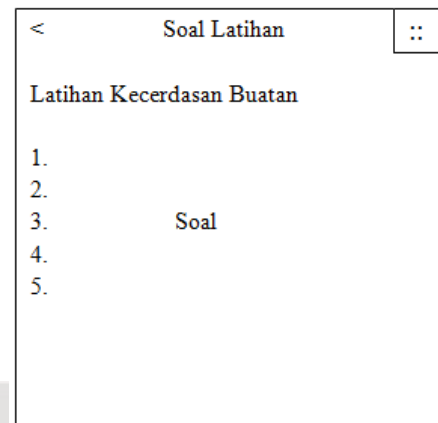 < Soal Latihan ::
Latihan Kecerdasan Buatan
1.
2.
3. Soal
4.
5.